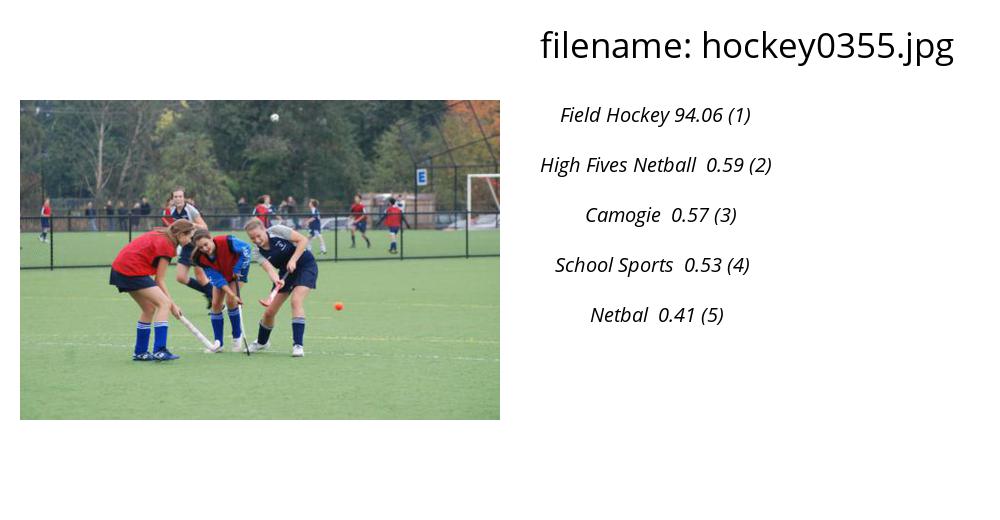 filename: hockey0355.jpg
Field Hockey 94.06 (1)
High Fives Netball 0.59 (2)
Camogie 0.57 (3)
School Sports 0.53 (4)
Netbal 0.41 (5)
E